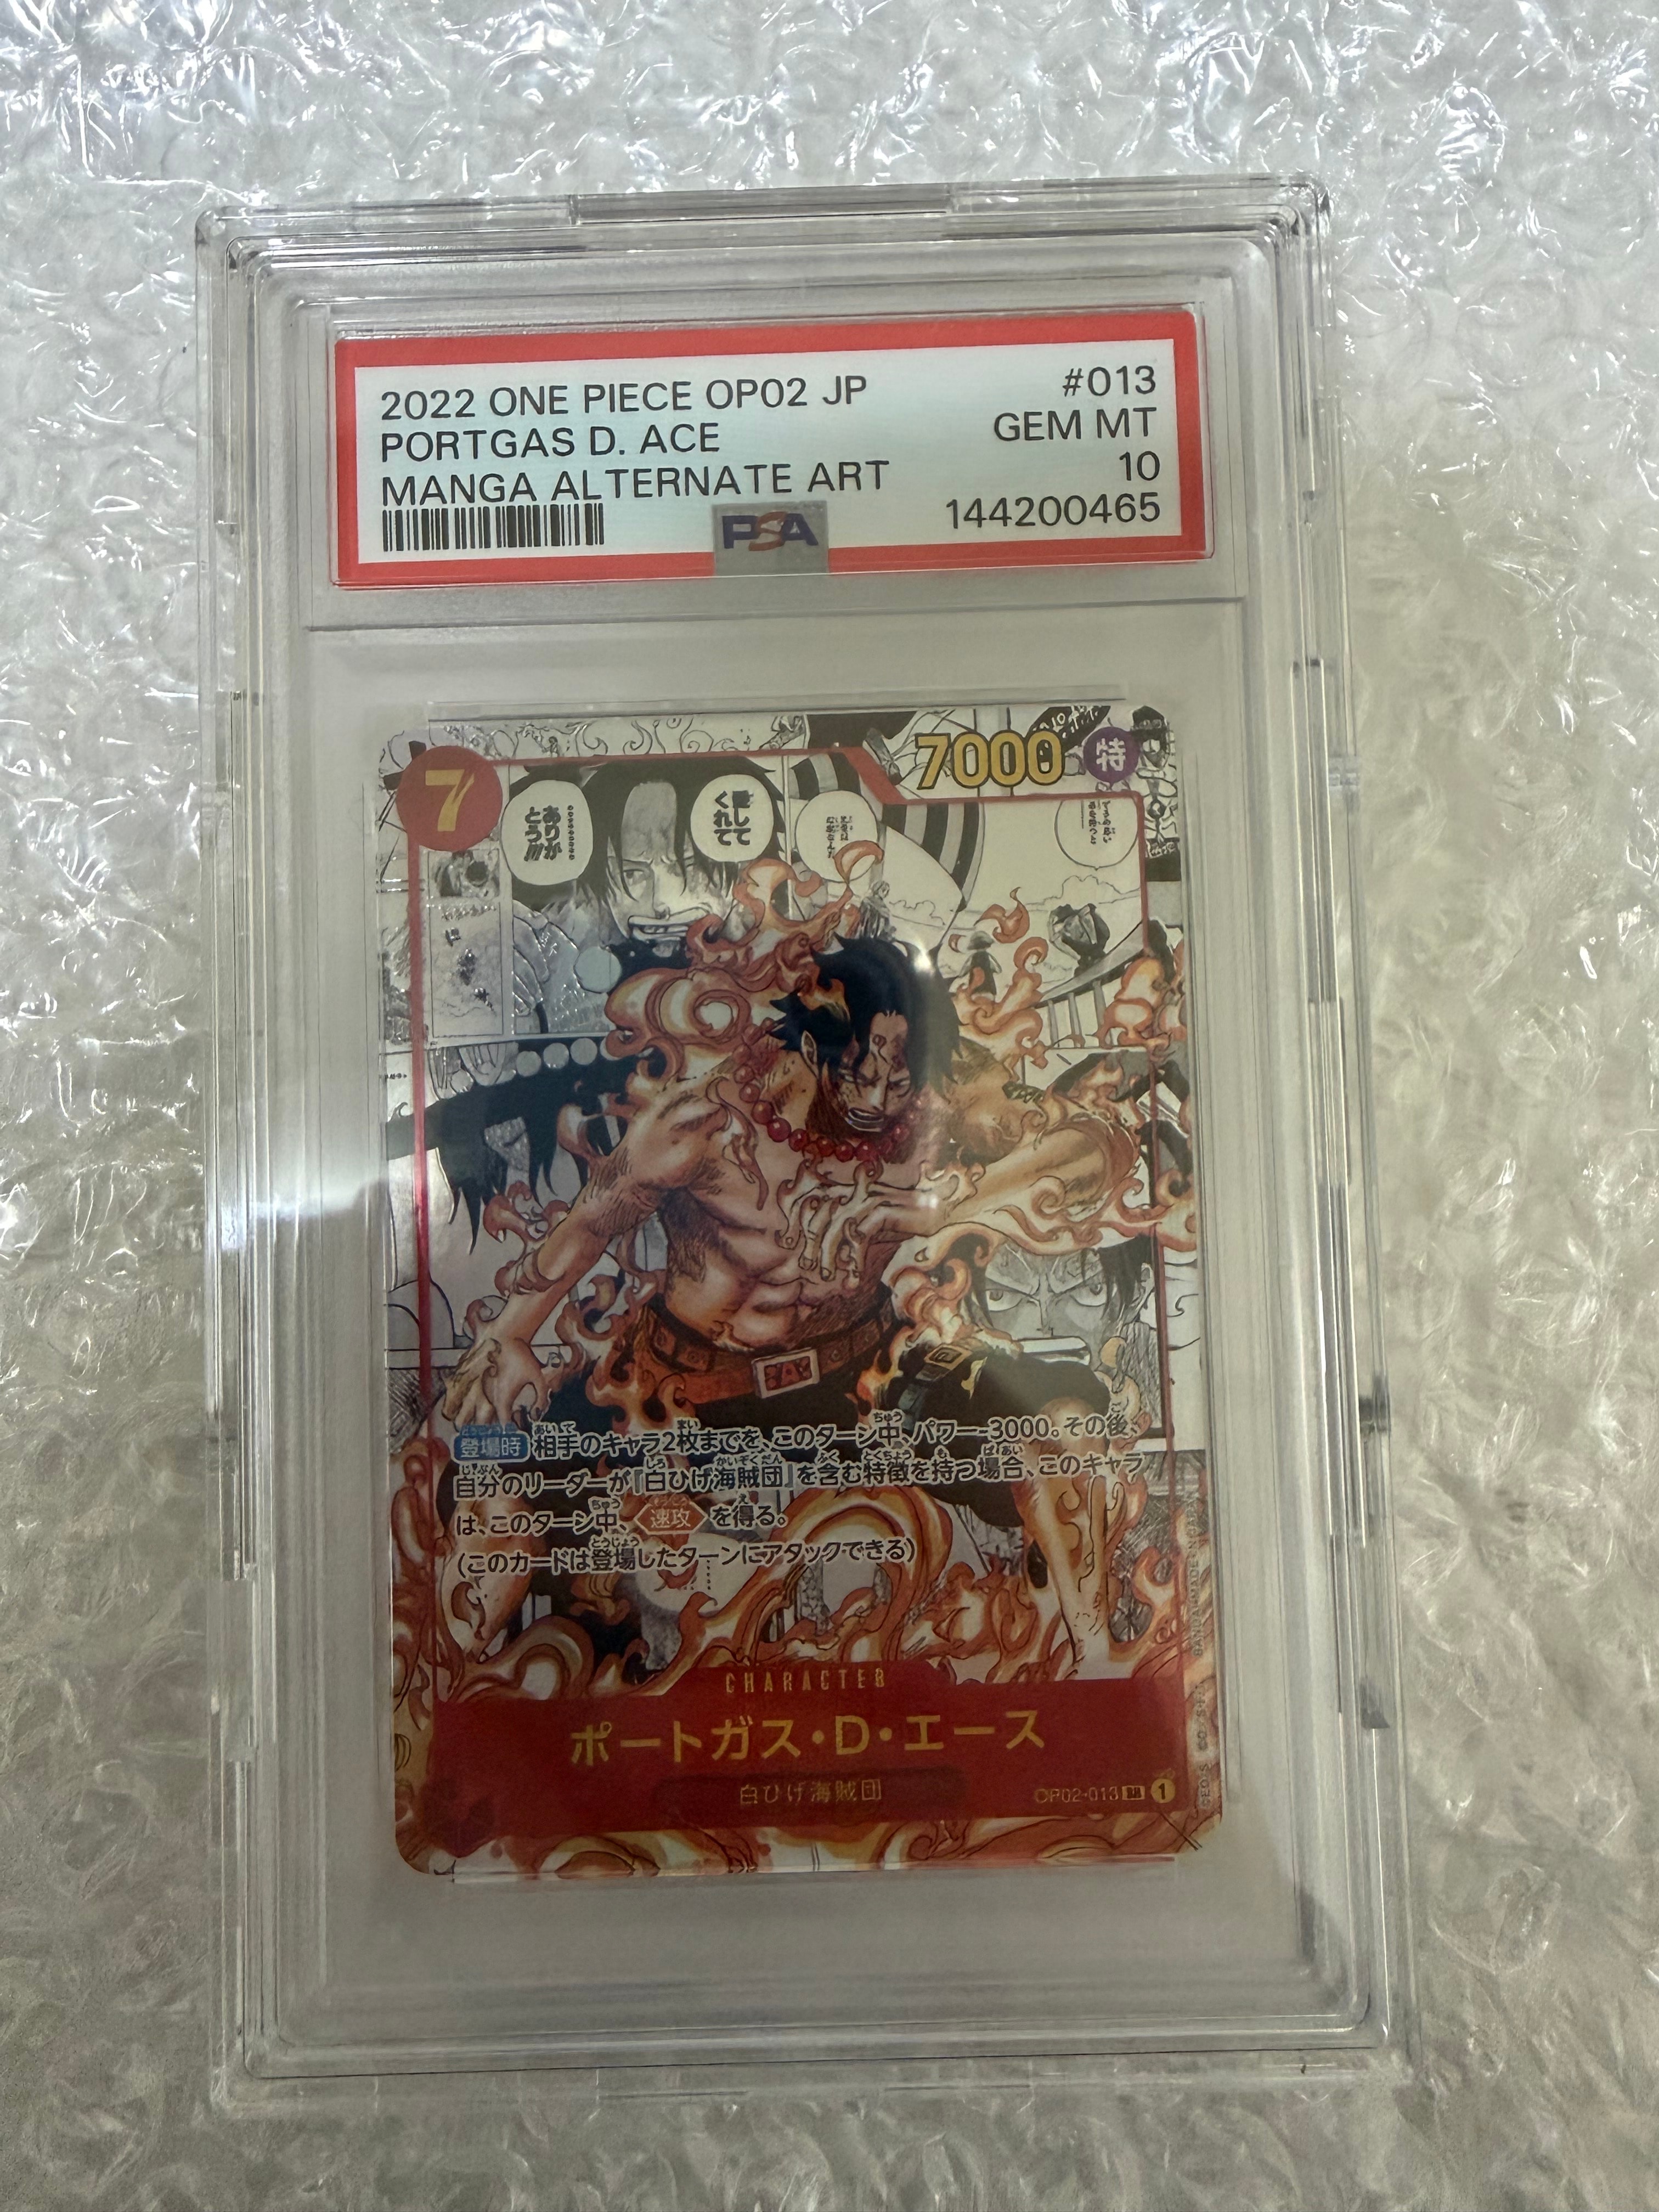 2022 ONE PIECE OP02 JP #013
PORTGAS D. ACE GEM MT
MANGA ALTERNATE ART 10
144200465
PSA
7
7000
特
愛して
くれて
………
ありが
とう!!!
登場時 相手のキャラ2枚までを、このターン中、パワー-3000。その後、
自分のリーダーが『白ひげ海賊団』を含む特徴を持つ場合、このキャラ
は、このターン中、速攻を得る。
(このカードは登場したターンにアタックできる)
CHARACTER
ポートガス・D・エース
白ひげ海賊団
OP02-013 SR 1